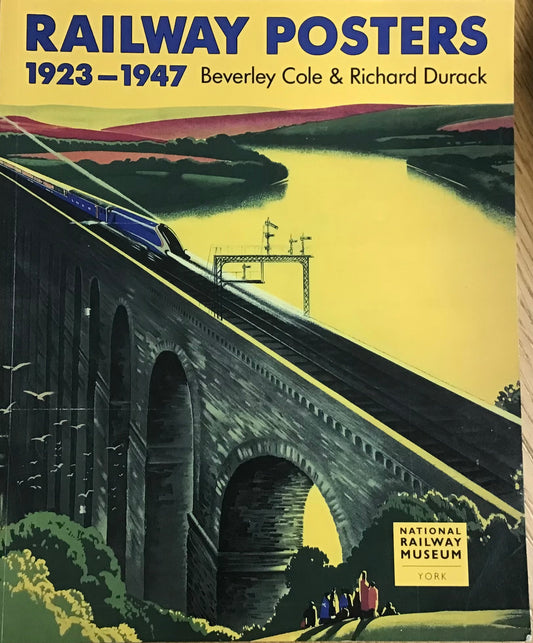 RAILWAY POSTERS
1923–1947 Beverley Cole & Richard Durack
NATIONAL
RAILWAY
MUSEUM
YORK